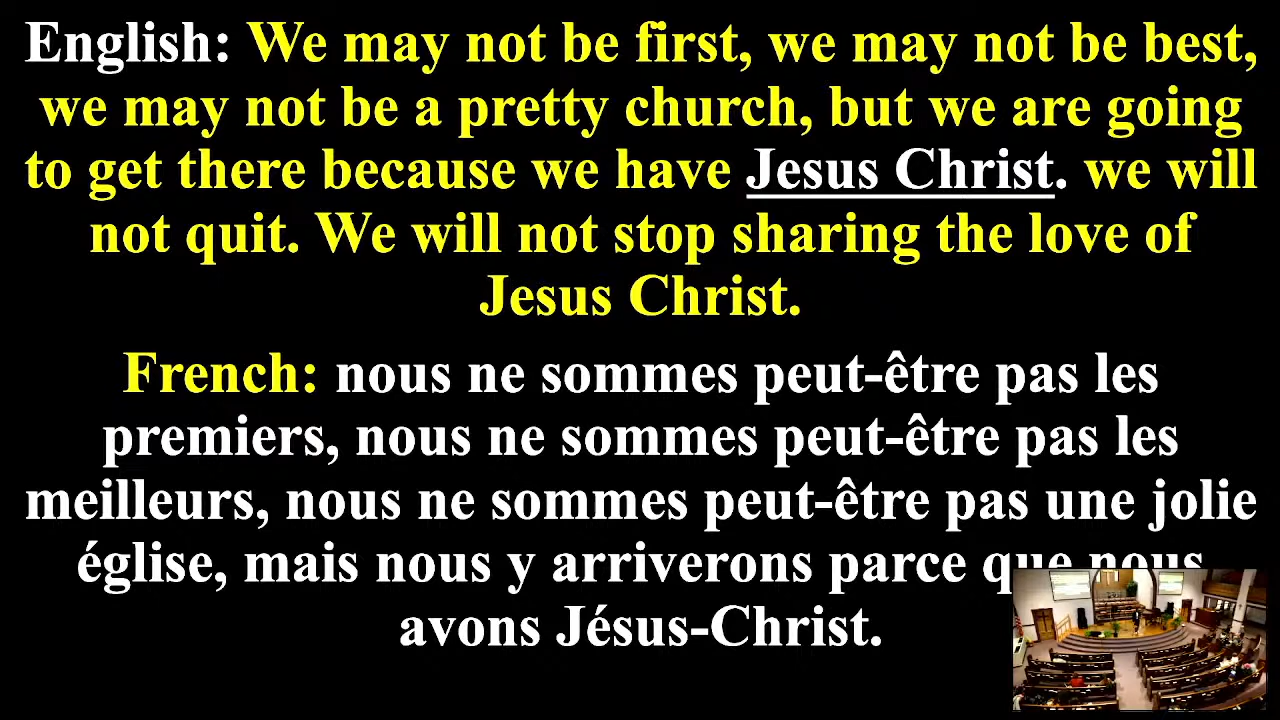 English: We may not be first, we may not be best,
we may not be a pretty church, but we are going
to get there because we have Jesus Christ. we will
not quit. We will not stop sharing the love of
Jesus Christ.
French: nous ne sommes peut-être pas les
premiers, nous ne sommes peut-être pas les
meilleurs, nous ne sommes peut-être pas une jolie
église, mais nous y arriverons parce que nous
avons Jésus-Christ.